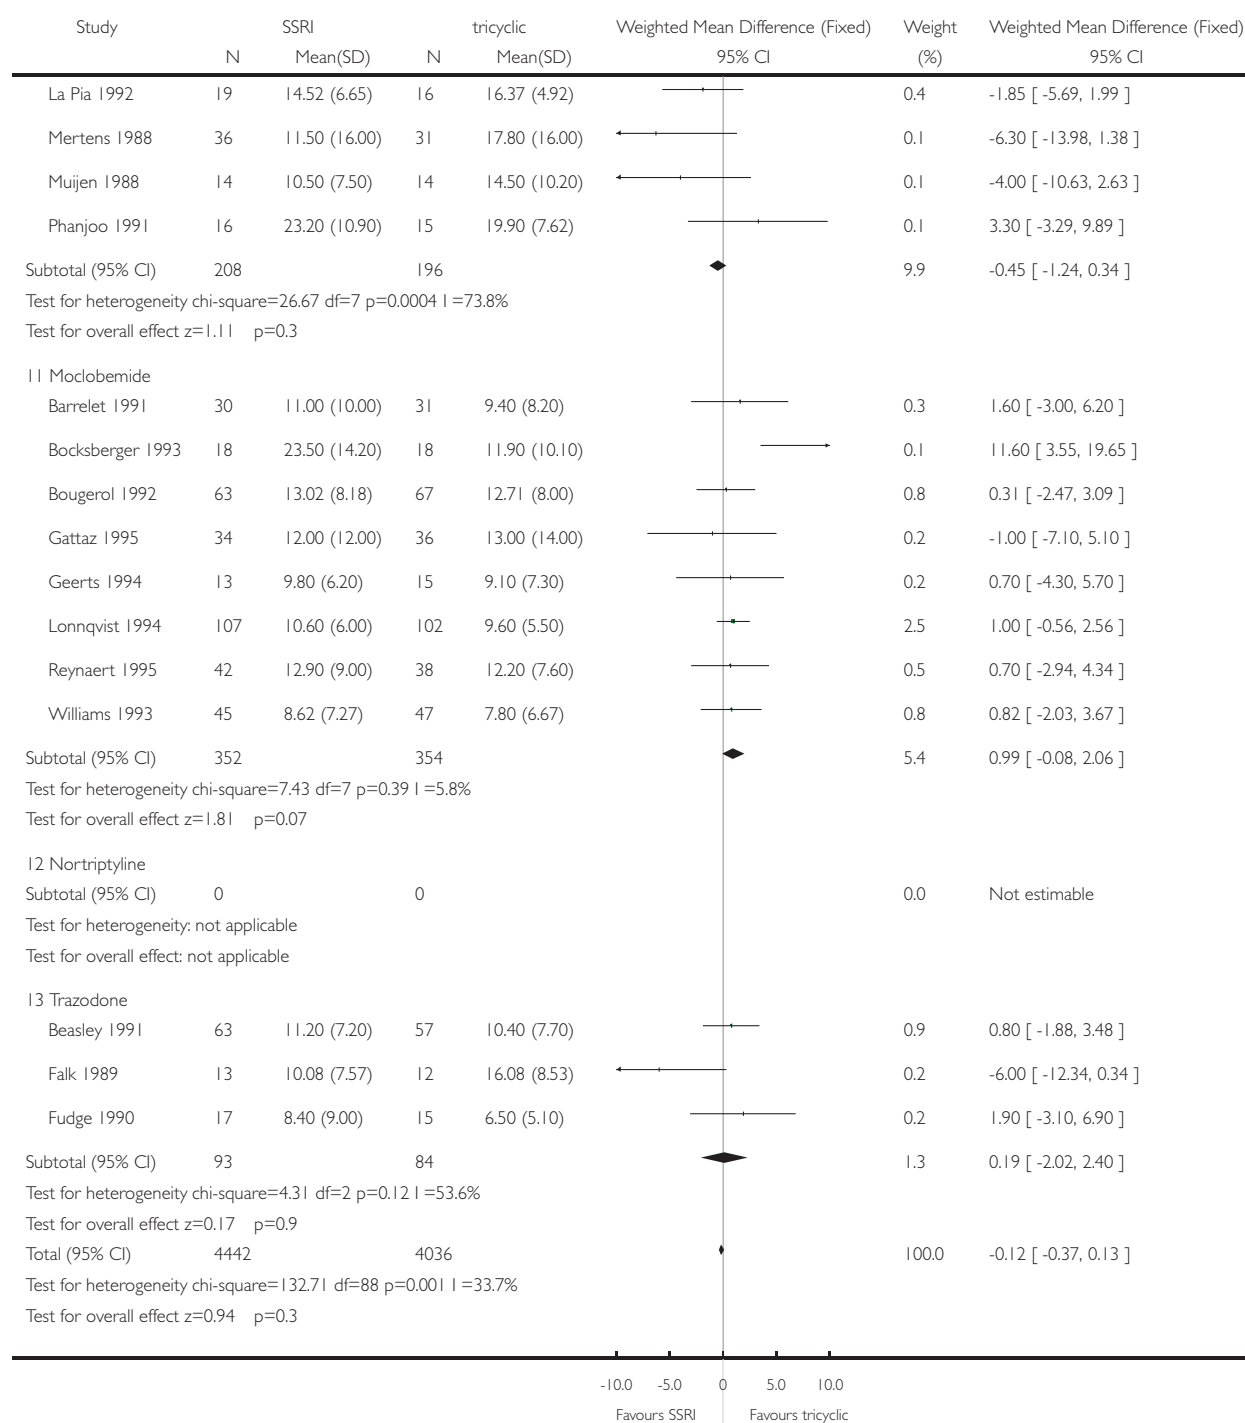 Study SSRI tricyclic Weighted Mean Difference (Fixed) Weight Weighted Mean Difference (Fixed)
N Mean(SD) N Mean(SD) 95% CI (%) 95% CI
La Pia 1992 19 14.52 (6.65) 16 16.37 (4.92) 0.4 -1.85 [ -5.69, 1.99 ]
Mertens 1988 36 11.50 (16.00) 31 17.80 (16.00) 0.1 -6.30 [ -13.98, 1.38 ]
Muijen 1988 14 10.50 (7.50) 14 14.50 (10.20) 0.1 -4.00 [ -10.63, 2.63 ]
Phanjoo 1991 16 23.20 (10.90) 15 19.90 (7.62) 0.1 3.30 [ -3.29, 9.89 ]
Subtotal (95% CI) 208 196 9.9 -0.45 [ -1.24, 0.34 ]
Test for heterogeneity chi-square=26.67 df=7 p=0.0004 I =73.8%
Test for overall effect z=1.11 p=0.3
11 Moclobemide
Barrelet 1991 30 11.00 (10.00) 31 9.40 (8.20) 0.3 1.60 [ -3.00, 6.20 ]
Bocksberger 1993 18 23.50 (14.20) 18 11.90 (10.10) 0.1 11.60 [ 3.55, 19.65 ]
Bougerol 1992 63 13.02 (8.18) 67 12.71 (8.00) 0.8 0.31 [ -2.47, 3.09 ]
Gattaz 1995 34 12.00 (12.00) 36 13.00 (14.00) 0.2 -1.00 [ -7.10, 5.10 ]
Geerts 1994 13 9.80 (6.20) 15 9.10 (7.30) 0.2 0.70 [ -4.30, 5.70 ]
Lonnqvist 1994 107 10.60 (6.00) 102 9.60 (5.50) 2.5 1.00 [ -0.56, 2.56 ]
Reynaert 1995 42 12.90 (9.00) 38 12.20 (7.60) 0.5 0.70 [ -2.94, 4.34 ]
Williams 1993 45 8.62 (7.27) 47 7.80 (6.67) 0.8 0.82 [ -2.03, 3.67 ]
Subtotal (95% CI) 352 354 5.4 0.99 [ -0.08, 2.06 ]
Test for heterogeneity chi-square=7.43 df=7 p=0.39 I =5.8%
Test for overall effect z=1.81 p=0.07
12 Nortriptyline
Subtotal (95% CI) 0 0 0.0 Not estimable
Test for heterogeneity: not applicable
Test for overall effect: not applicable
13 Trazodone
Beasley 1991 63 11.20 (7.20) 57 10.40 (7.70) 0.9 0.80 [ -1.88, 3.48 ]
Falk 1989 13 10.08 (7.57) 12 16.08 (8.53) 0.2 -6.00 [ -12.34, 0.34 ]
Fudge 1990 17 8.40 (9.00) 15 6.50 (5.10) 0.2 1.90 [ -3.10, 6.90 ]
Subtotal (95% CI) 93 84 1.3 0.19 [ -2.02, 2.40 ]
Test for heterogeneity chi-square=4.31 df=2 p=0.12 I =53.6%
Test for overall effect z=0.17 p=0.9
Total (95% CI) 4442 4036 100.0 -0.12 [ -0.37, 0.13 ]
Test for heterogeneity chi-square=132.71 df=88 p=0.001 I =33.7%
Test for overall effect z=0.94 p=0.3
-10.0 -5.0 0 5.0 10.0
Favours SSRI Favours tricyclic